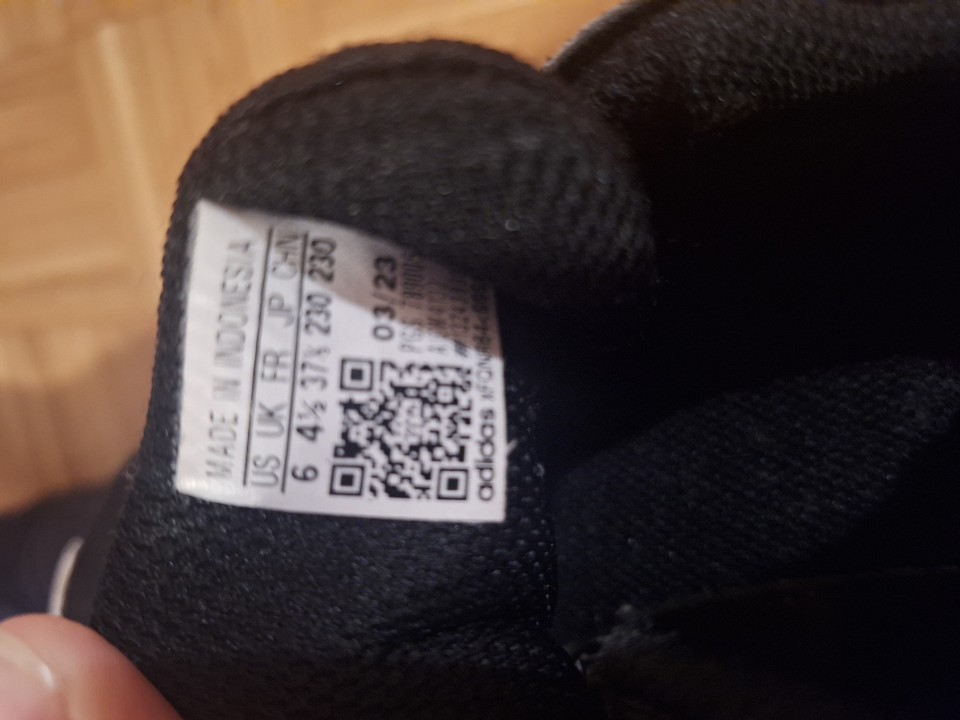 MADE IN INDONESIA
US UK FR JP CHN
6 4½ 37⅓ 230 230
03/23
adidas